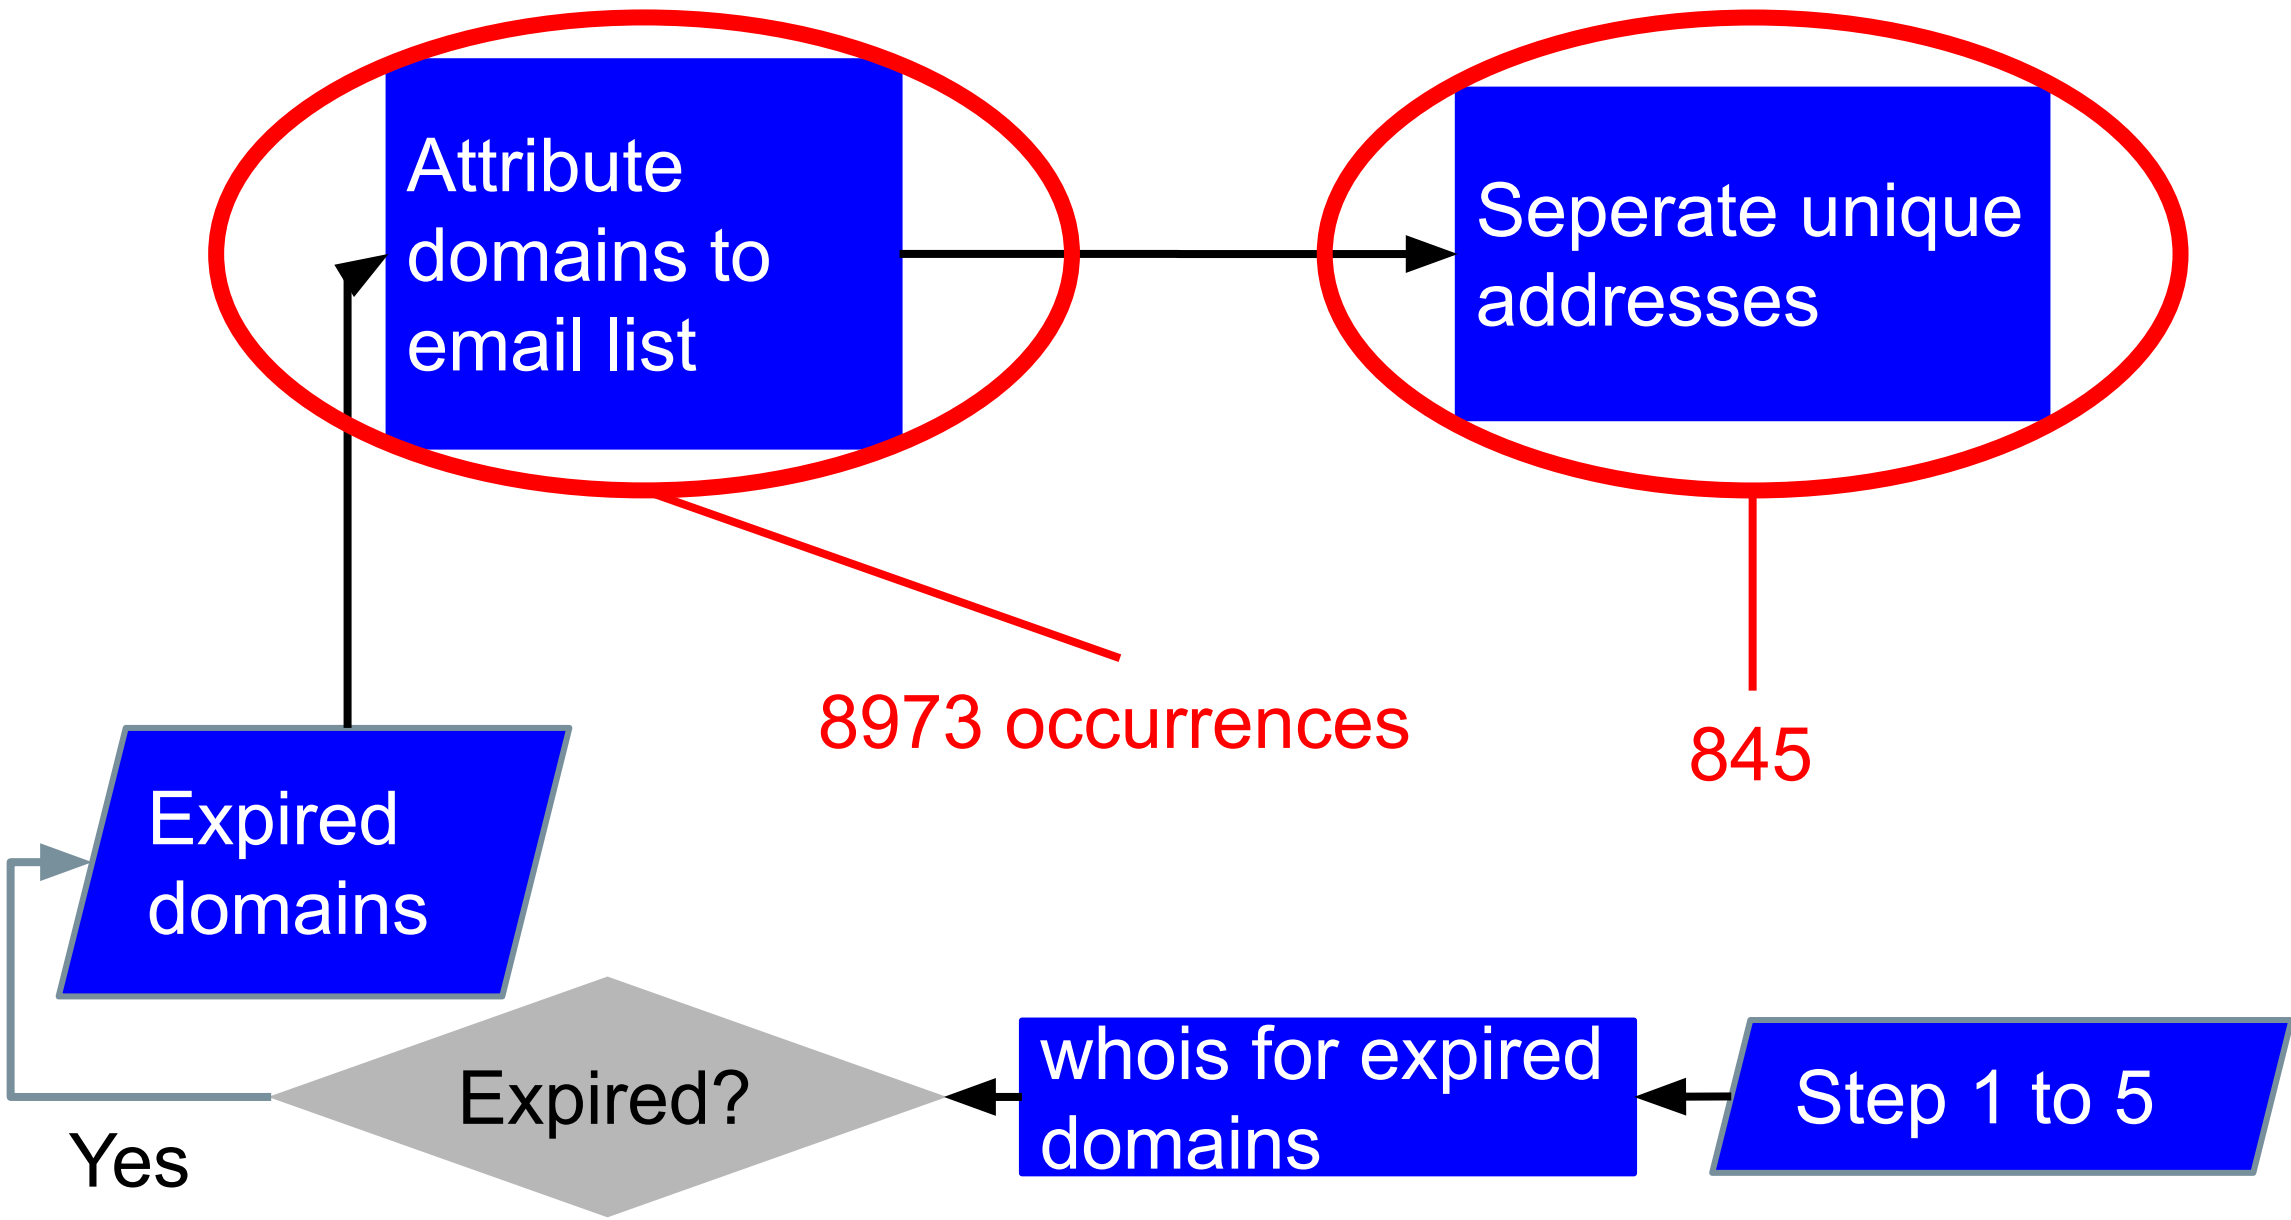 Attribute
domains to
email list
Seperate unique
addresses
8973 occurrences
845
Expired
domains
Expired?
Yes
whois for expired
domains
Step 1 to 5